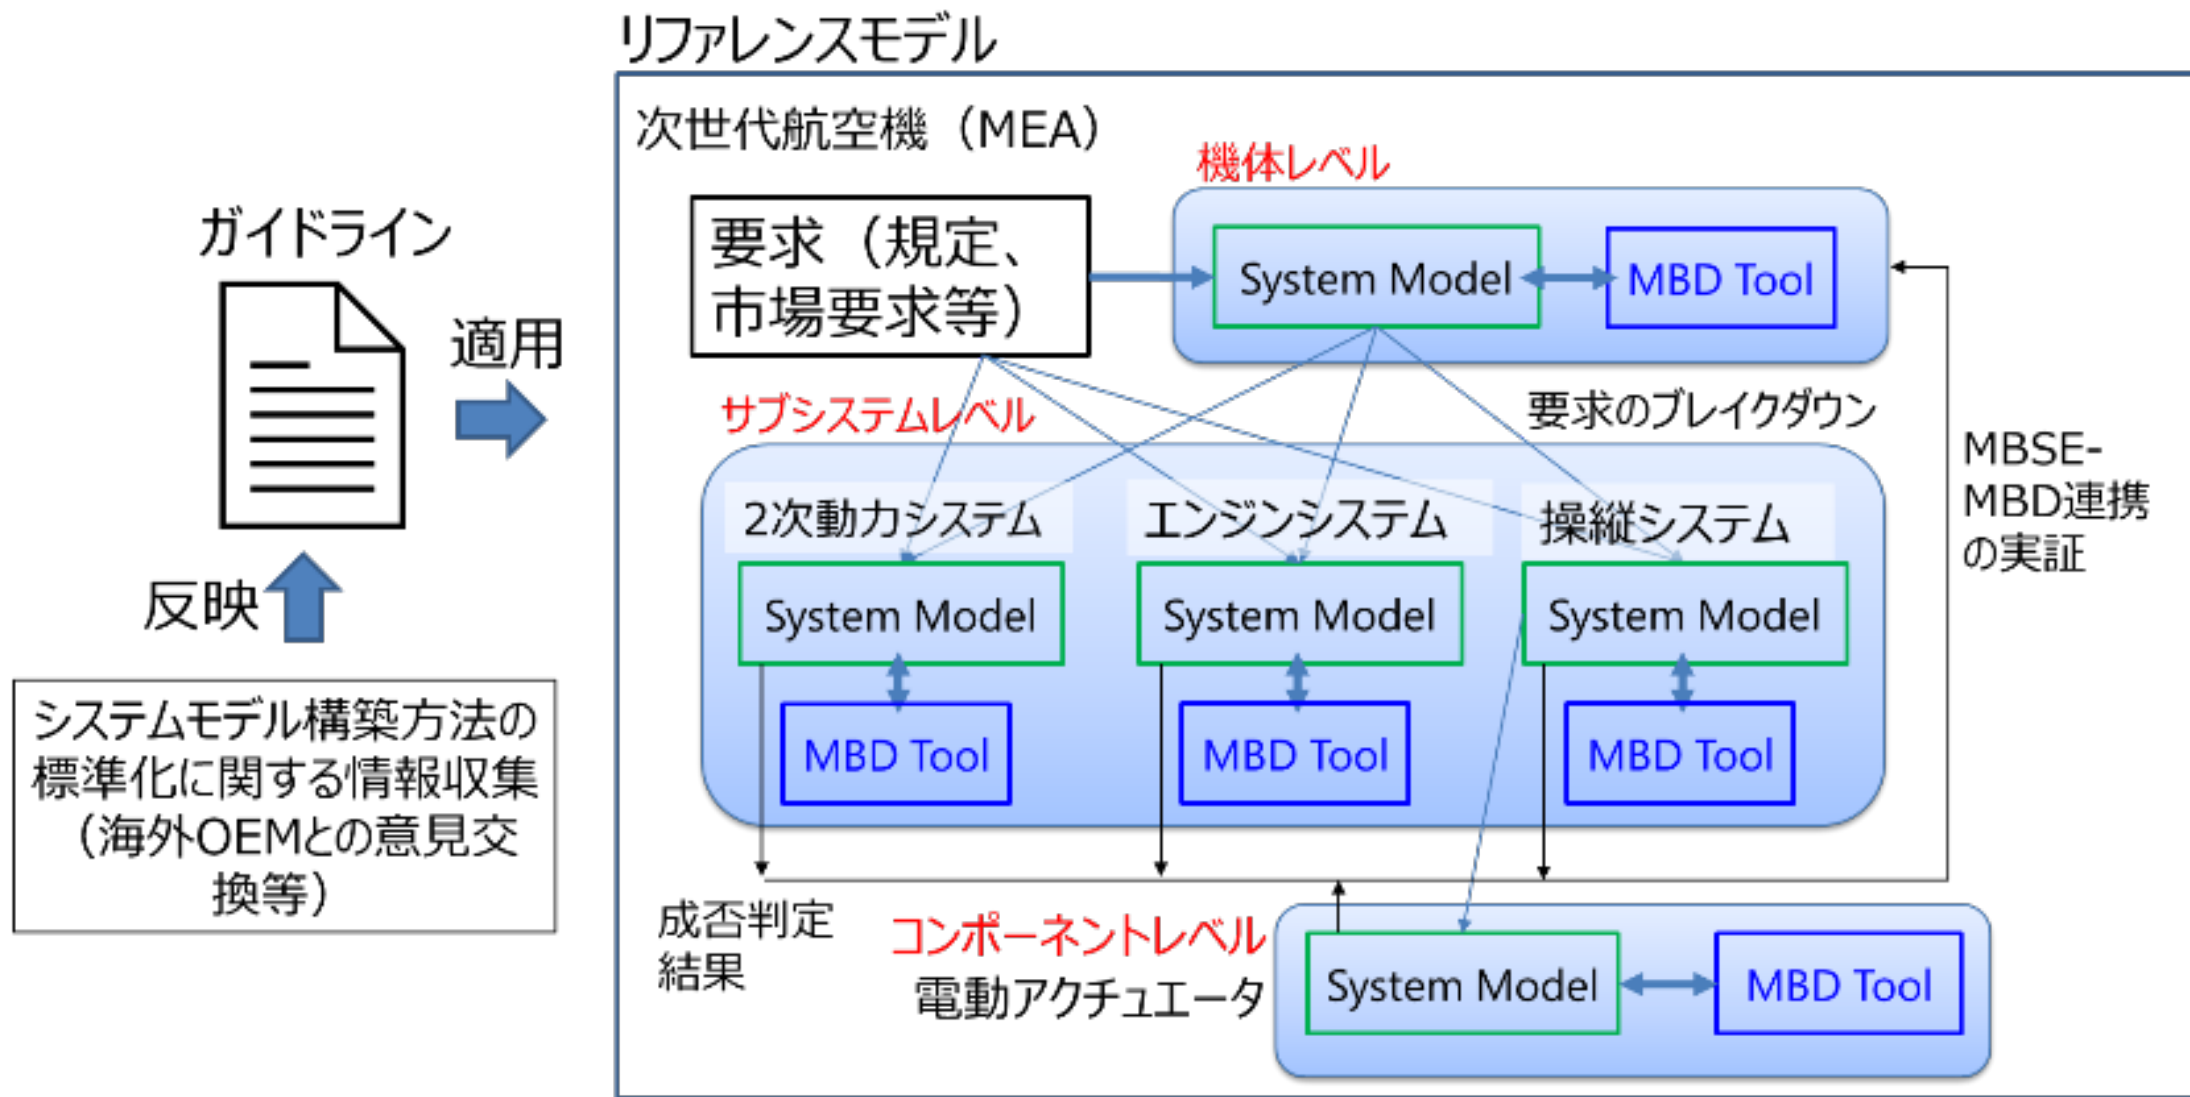 リファレンスモデル
次世代航空機（MEA）
機体レベル
要求（規定、
市場要求等）
System Model
MBD Tool
ガイドライン
適用
サブシステムレベル
要求のブレイクダウン
MBSE-
MBD連携
の実証
2次動力システム
エンジンシステム
操縦システム
System Model
System Model
System Model
MBD Tool
MBD Tool
MBD Tool
反映
システムモデル構築方法の
標準化に関する情報収集
（海外OEMとの意見交
換等）
成否判定
結果
コンポーネントレベル
電動アクチュエータ
System Model
MBD Tool